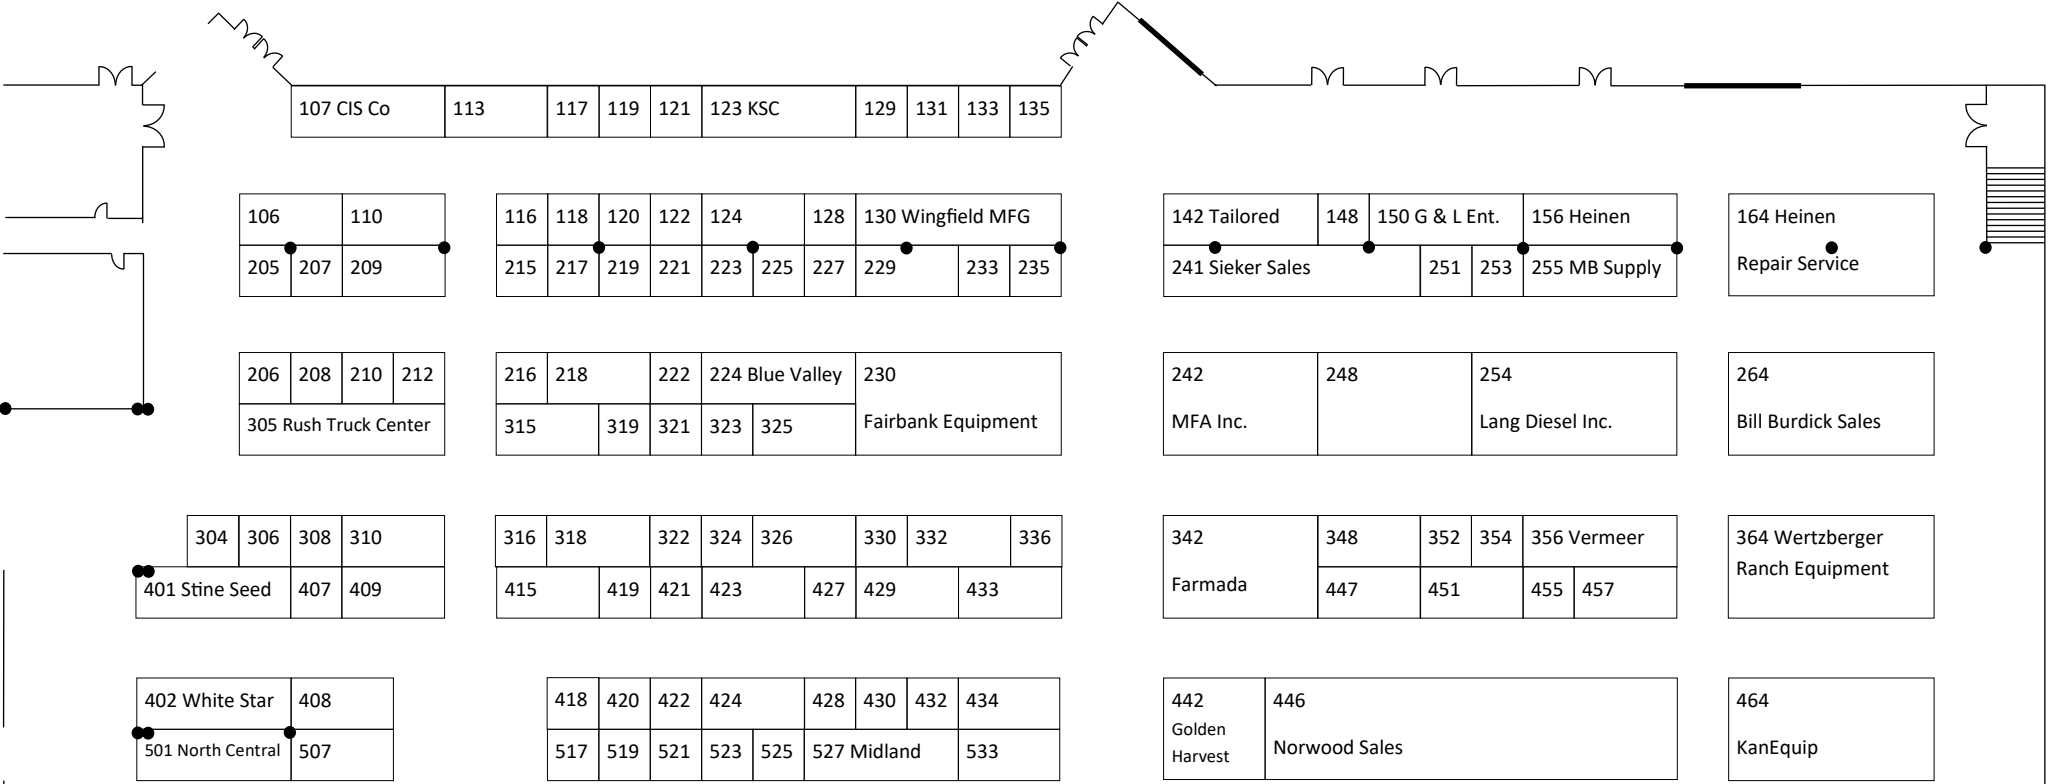 107 CIS Co 113 117 119 121 123 KSC 129 131 133 135
106 110 116 118 120 122 124 128 130 Wingfield MFG 142 Tailored 148 150 G & L Ent. 156 Heinen 164 Heinen
205 207 209 215 217 219 221 223 225 227 229 233 235 241 Sieker Sales 251 253 255 MB Supply Repair Service
206 208 210 212 216 218 222 224 Blue Valley 230 242 248 254 264
305 Rush Truck Center 315 319 321 323 325 Fairbank Equipment MFA Inc. Lang Diesel Inc. Bill Burdick Sales
304 306 308 310 316 318 322 324 326 330 332 336 342 348 352 354 356 Vermeer 364 Wertzberger
Ranch Equipment
401 Stine Seed 407 409 415 419 421 423 427 429 433 Farmada 447 451 455 457
402 White Star 408 418 420 422 424 428 430 432 434 442 446 464
Golden
501 North Central 507 517 519 521 523 525 527 Midland 533 Harvest Norwood Sales KanEquip